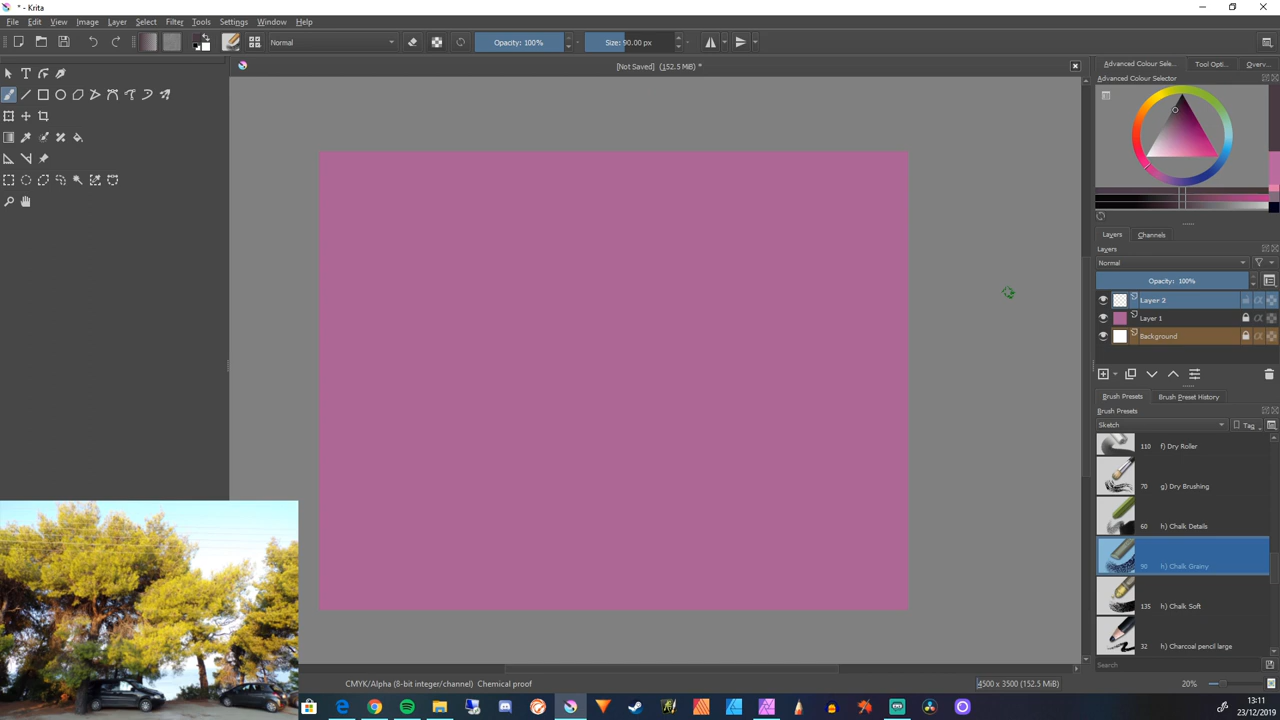 * - Krita
File Edit View Image Layer Select Filter Tools Settings Window Help
Normal Opacity: 100% Size: 90.00 px
[Not Saved] (152.5 MiB) *
Advanced Colour Sele... Tool Opti... Overv...
Advanced Colour Selector
Layers Channels
Layers
Normal
Opacity: 100%
Layer 2
Layer 1
Background
Brush Presets Brush Preset History
Brush Presets
Sketch Tag
110 f) Dry Roller
70 g) Dry Brushing
60 h) Chalk Details
90 h) Chalk Grainy
135 h) Chalk Soft
32 h) Charcoal pencil large
Search
CMYK/Alpha (8-bit integer/channel) Chemical proof 4500 x 3500 (152.5 MiB) 20%
13:11
23/12/2019